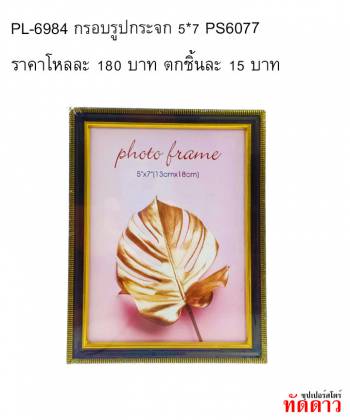 PL-6984 กรอบรูปกระจก 5*7 PS6077
ราคาโหลละ 180 บาท ตกชิ้นละ 15 บาท
photo frame
5"x7"(13cmx18cm)
ซุปเปอร์สโตร์
ทัดดาว